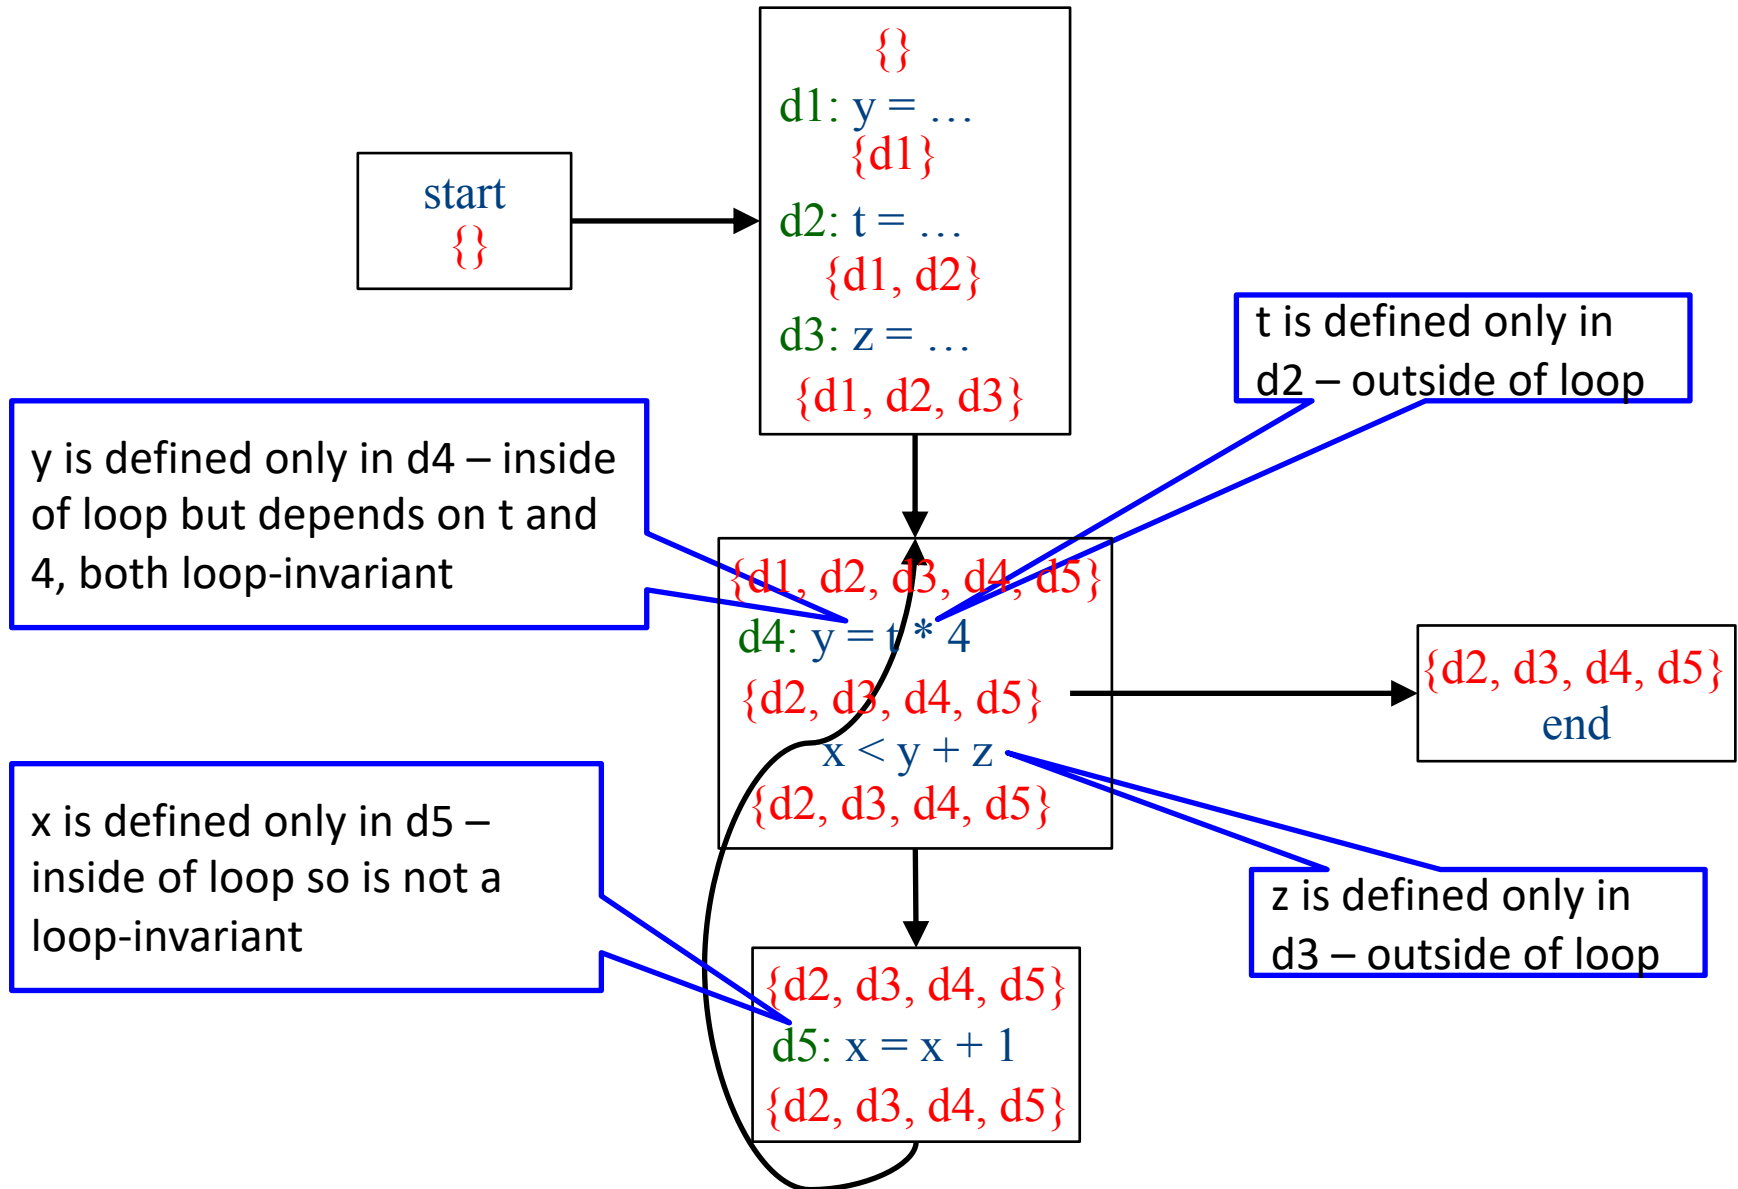 start
{}
{}
d1: y = …
{d1}
d2: t = …
{d1, d2}
d3: z = …
{d1, d2, d3}
t is defined only in
d2 – outside of loop
y is defined only in d4 – inside
of loop but depends on t and
4, both loop-invariant
{d1, d2, d3, d4, d5}
d4: y = t * 4
{d2, d3, d4, d5}
x < y + z
{d2, d3, d4, d5}
{d2, d3, d4, d5}
end
x is defined only in d5 –
inside of loop so is not a
loop-invariant
z is defined only in
d3 – outside of loop
{d2, d3, d4, d5}
d5: x = x + 1
{d2, d3, d4, d5}